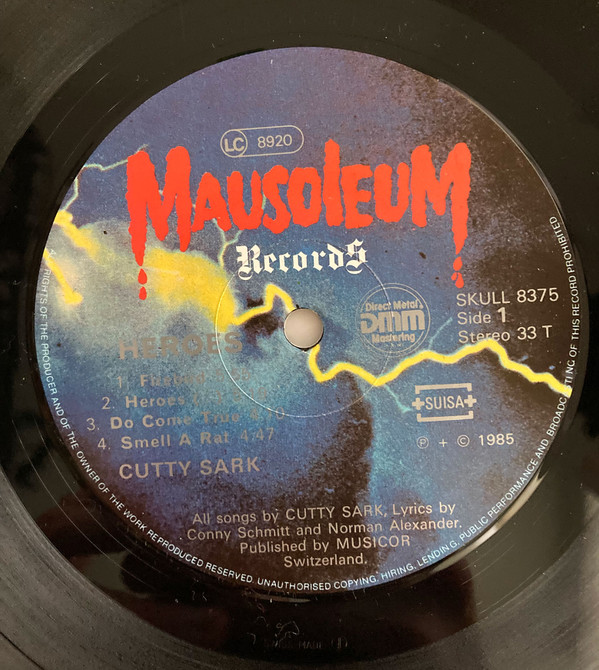 LC 8920
MAUSOLEUM
Records
Direct Metal
DMM
Mastering
SKULL 8375
Side 1
Stereo 33 T
HEROES
1.
2. Heroes
3. Do Come True
4. Smell A Rat 4:47
CUTTY SARK
SUISA
℗ + © 1985
All songs by CUTTY SARK, Lyrics by
Conny Schmitt and Norman Alexander.
Published by MUSICOR
Switzerland.
ALL RIGHTS OF THE PRODUCER AND OF THE OWNER OF THE WORK REPRODUCED RESERVED. UNAUTHORISED COPYING, HIRING, LENDING, PUBLIC PERFORMANCE AND BROADCASTING OF THIS RECORD PROHIBITED